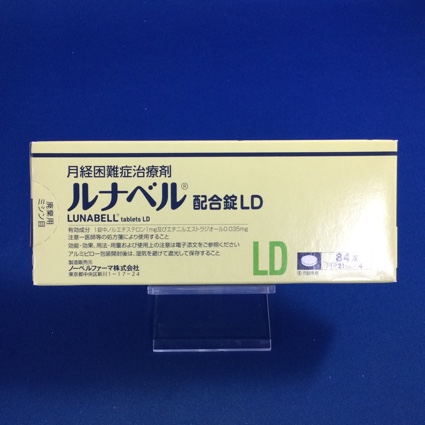 月経困難症治療剤
ルナベル® 配合錠LD
LUNABELL® tablets LD
有効成分 1錠中ノルエチステロン1mg及びエチニルエストラジオール0.035mg
注意ー医師等の処方箋により使用すること
効能・効果、用法・用量および使用上の注意は電子添文をご参照ください
アルミピロー包装開封後は、湿気を避けて遮光して保存すること
製造販売元
ノーベルファーマ株式会社
東京都中央区新川1-17-24
LD
84錠
廃棄用
ミシン目